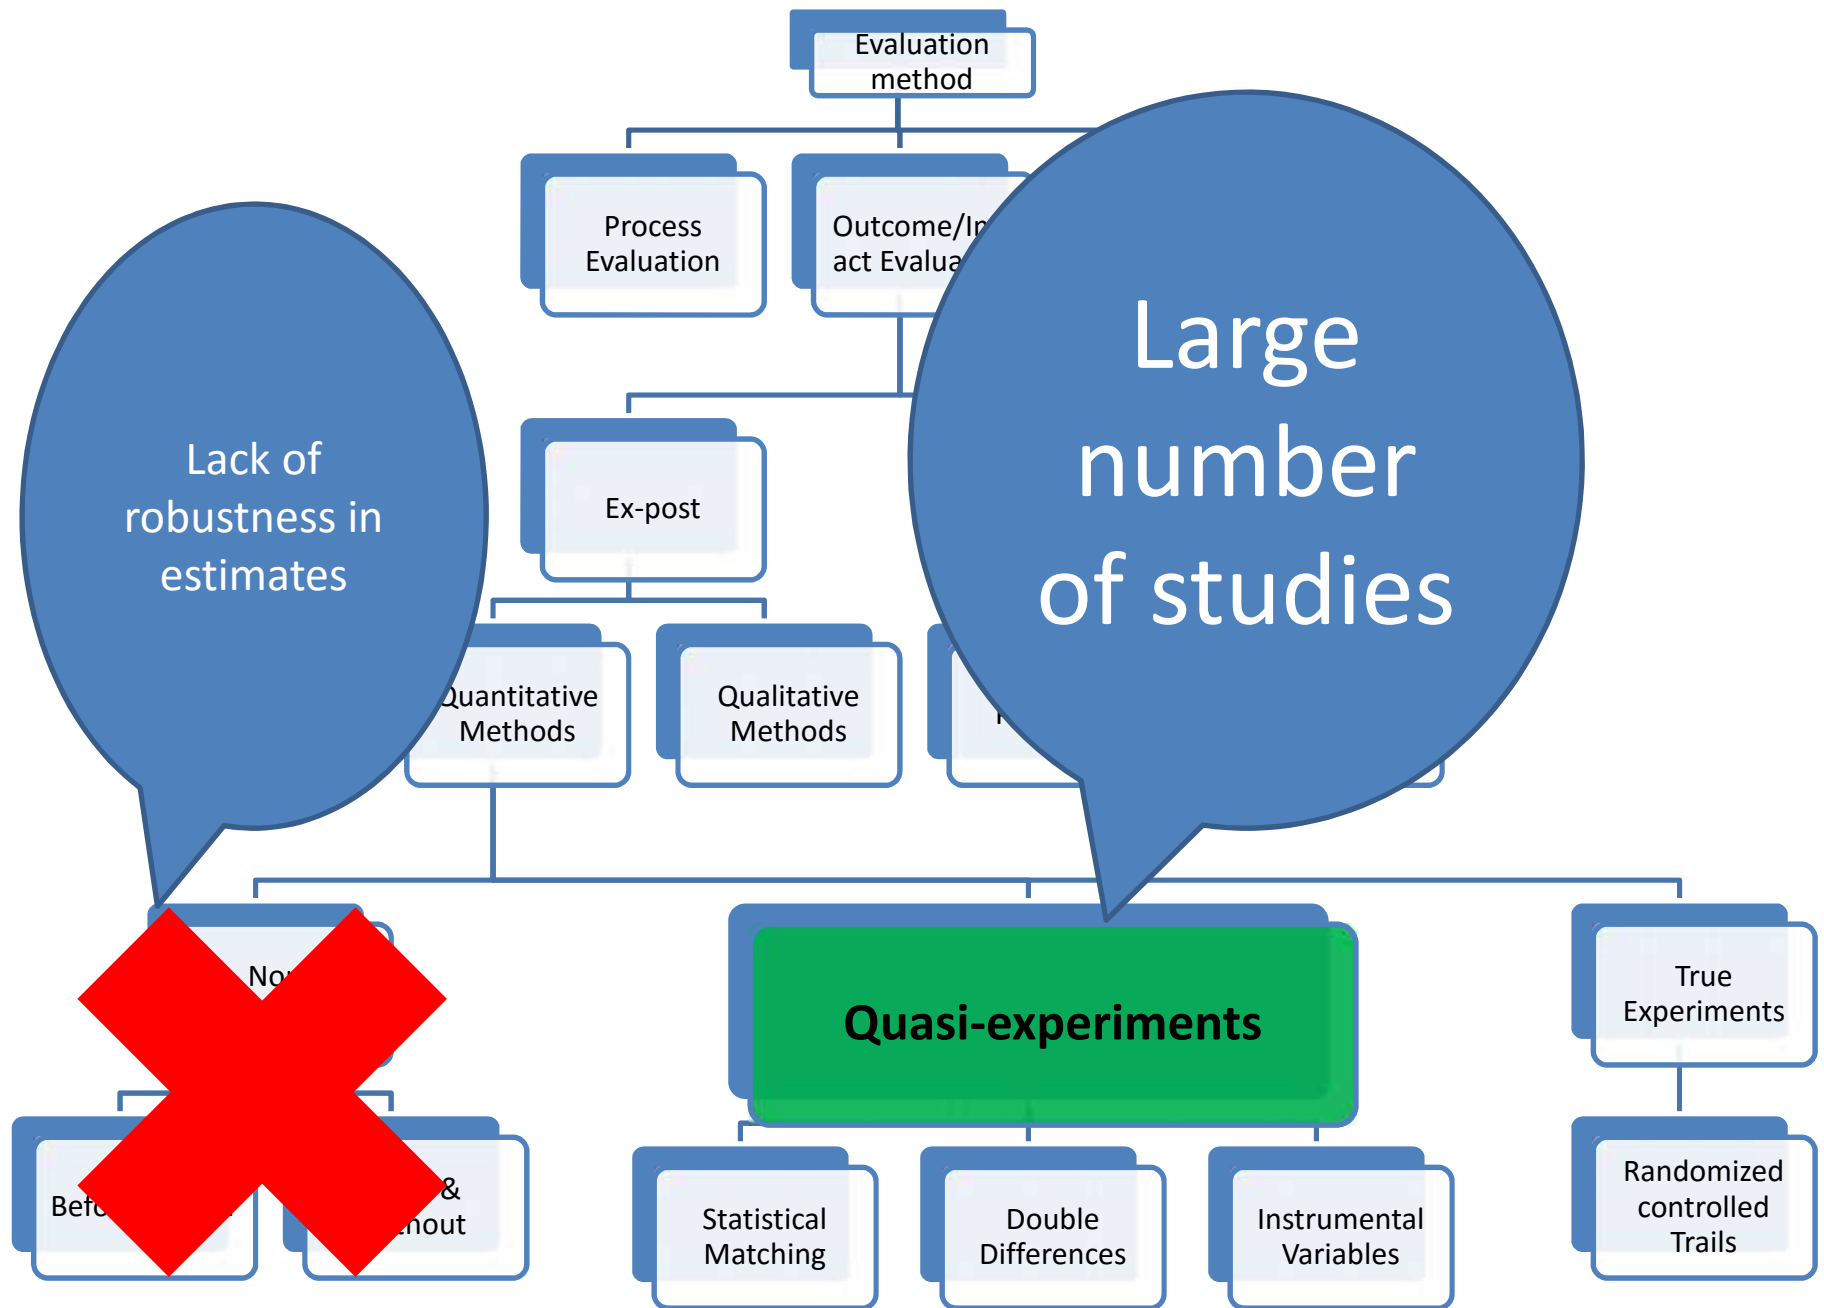 Evaluation
method
Process
Evaluation
Outcome/In
act Evalua
Large
number
of studies
Lack of
robustness in
estimates
Ex-post
Quantitative
Methods
Qualitative
Methods
True
Experiments
Quasi-experiments
Randomized
controlled
Trails
&
Statistical
Matching
Double
Differences
Instrumental
Variables